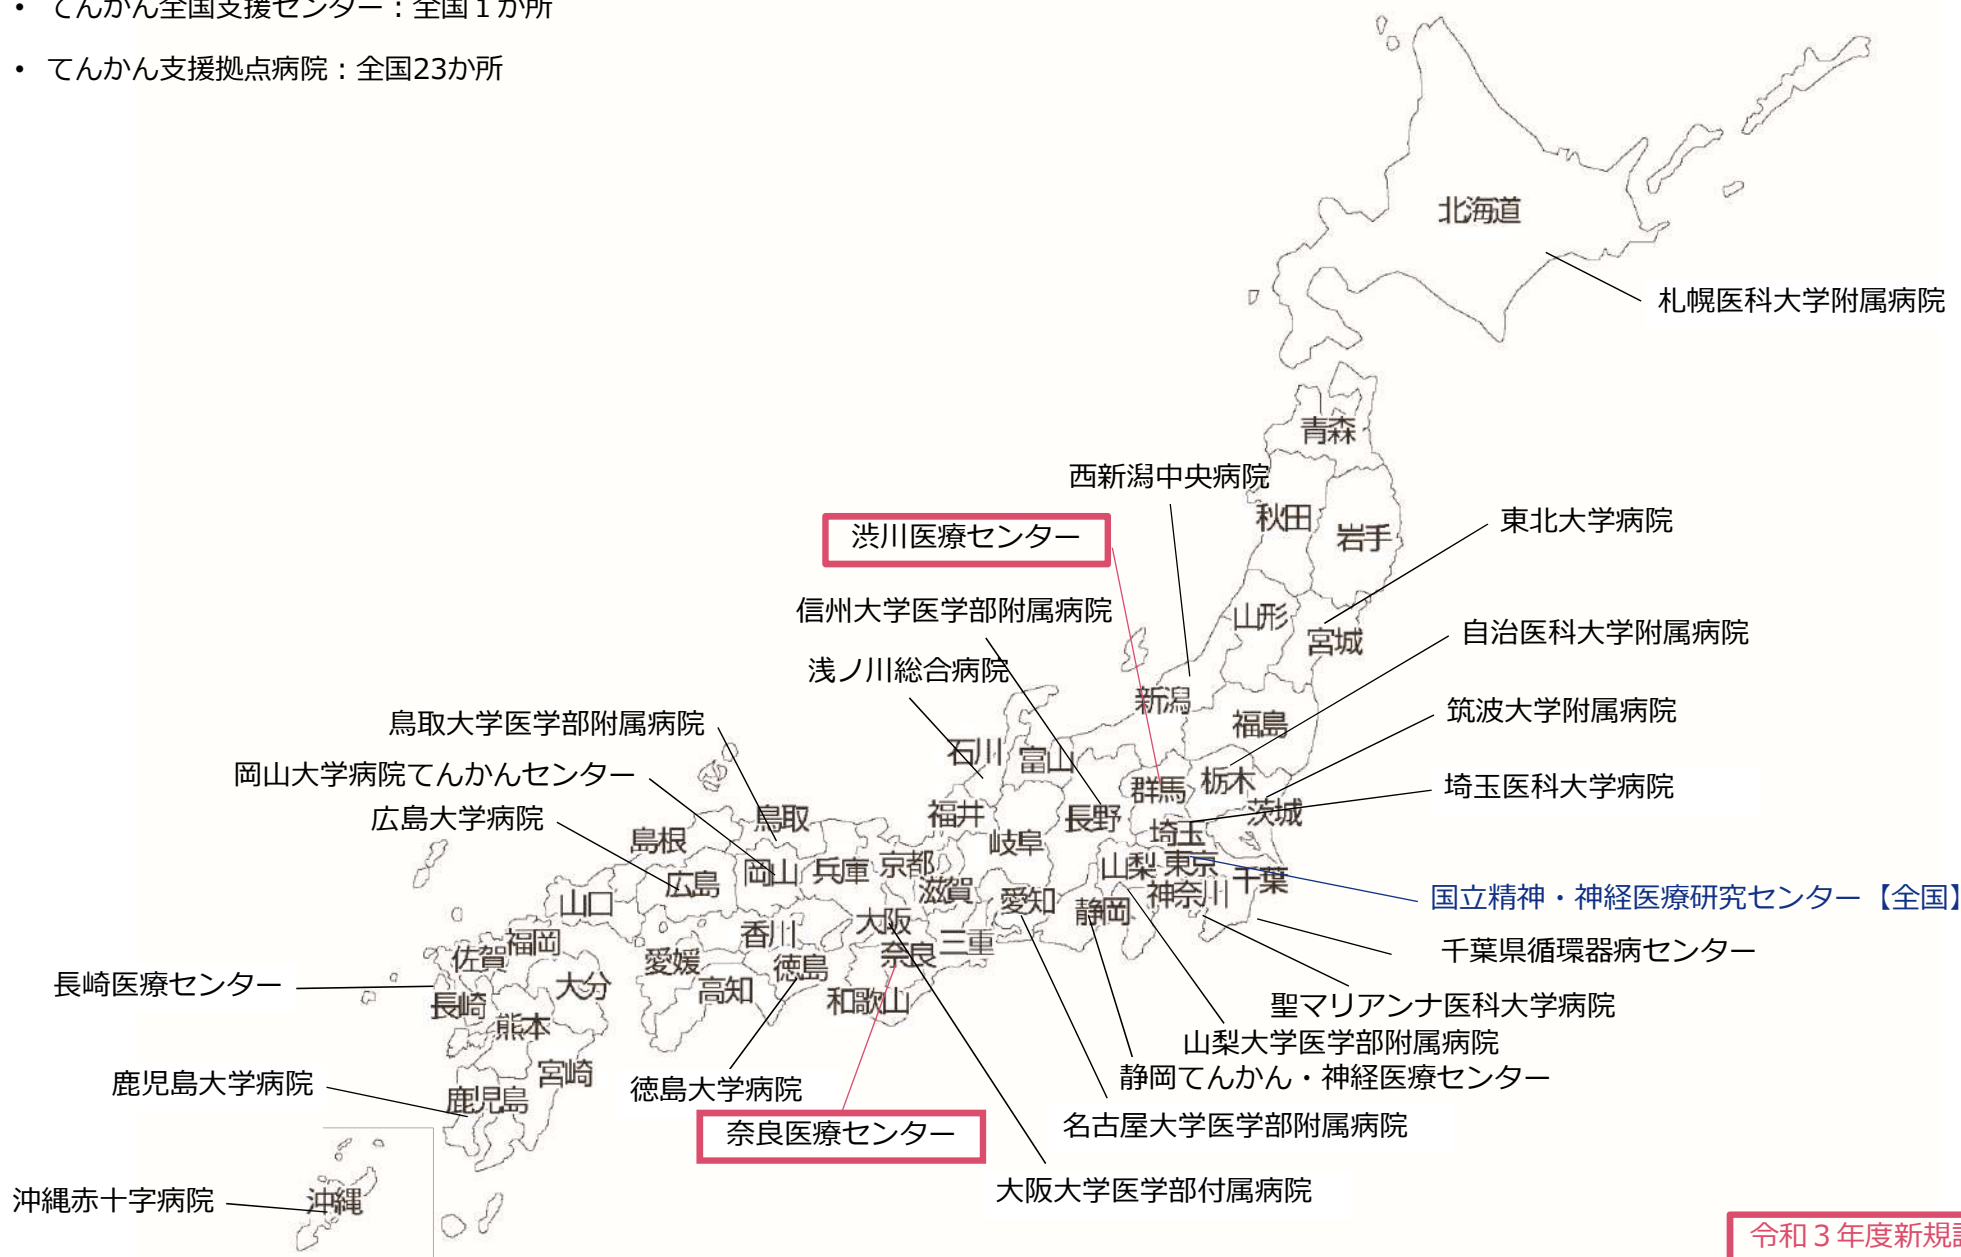 • てんかん全国支援センター：全国１か所
• てんかん支援拠点病院：全国23か所
北海道
札幌医科大学附属病院
青森
西新潟中央病院
秋田
岩手
東北大学病院
渋川医療センター
信州大学医学部附属病院
山形
宮城
自治医科大学附属病院
浅ノ川総合病院
新潟
福島
筑波大学附属病院
鳥取大学医学部附属病院
石川
富山
岡山大学病院てんかんセンター
群馬
栃木
茨城
埼玉医科大学病院
広島大学病院
鳥取
島根
福井
長野
岐阜
埼玉
岡山
兵庫
京都
山梨
東京
千葉
広島
滋賀
愛知
静岡
神奈川
国立精神・神経医療研究センター【全国】
山口
大阪
香川
三重
福岡
佐賀
愛媛
徳島
奈良
千葉県循環器病センター
長崎医療センター
大分
高知
和歌山
長崎
熊本
聖マリアンナ医科大学病院
山梨大学医学部附属病院
静岡てんかん・神経医療センター
鹿児島大学病院
宮崎
鹿児島
徳島大学病院
名古屋大学医学部附属病院
奈良医療センター
大阪大学医学部付属病院
沖縄赤十字病院
沖縄
令和３年度新規